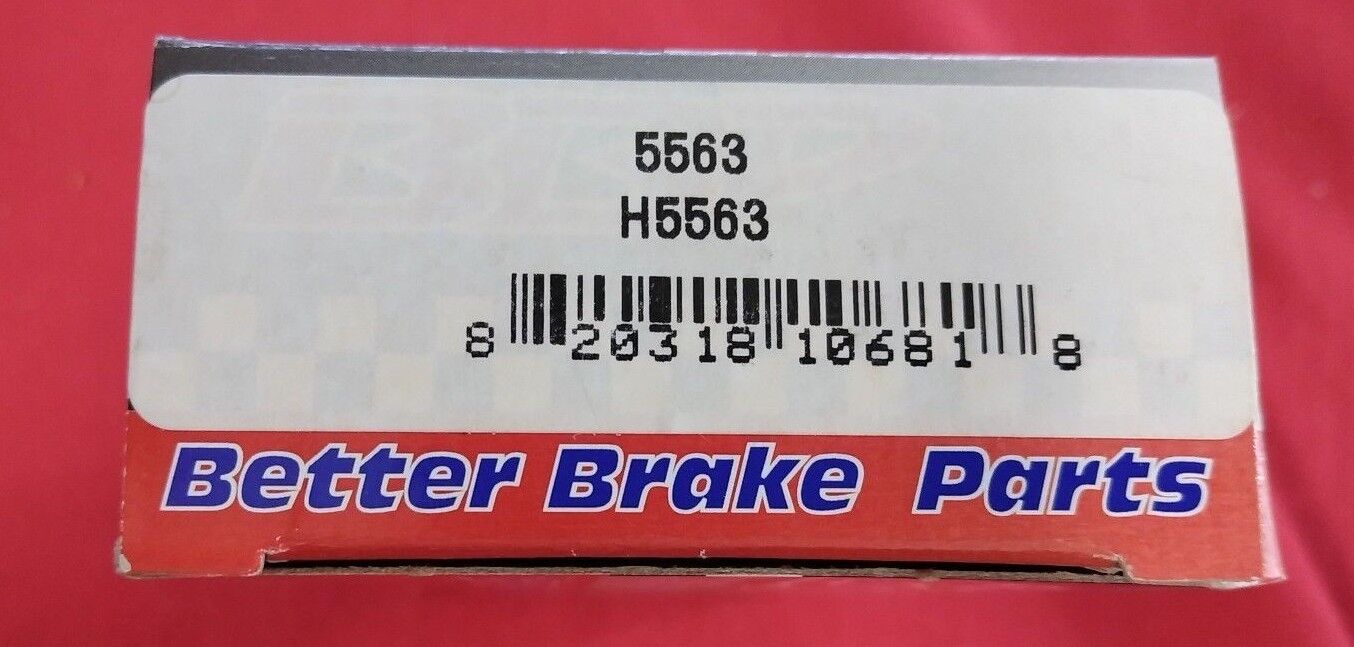 5563
H5563
8 20318 10681 8
Better Brake Parts